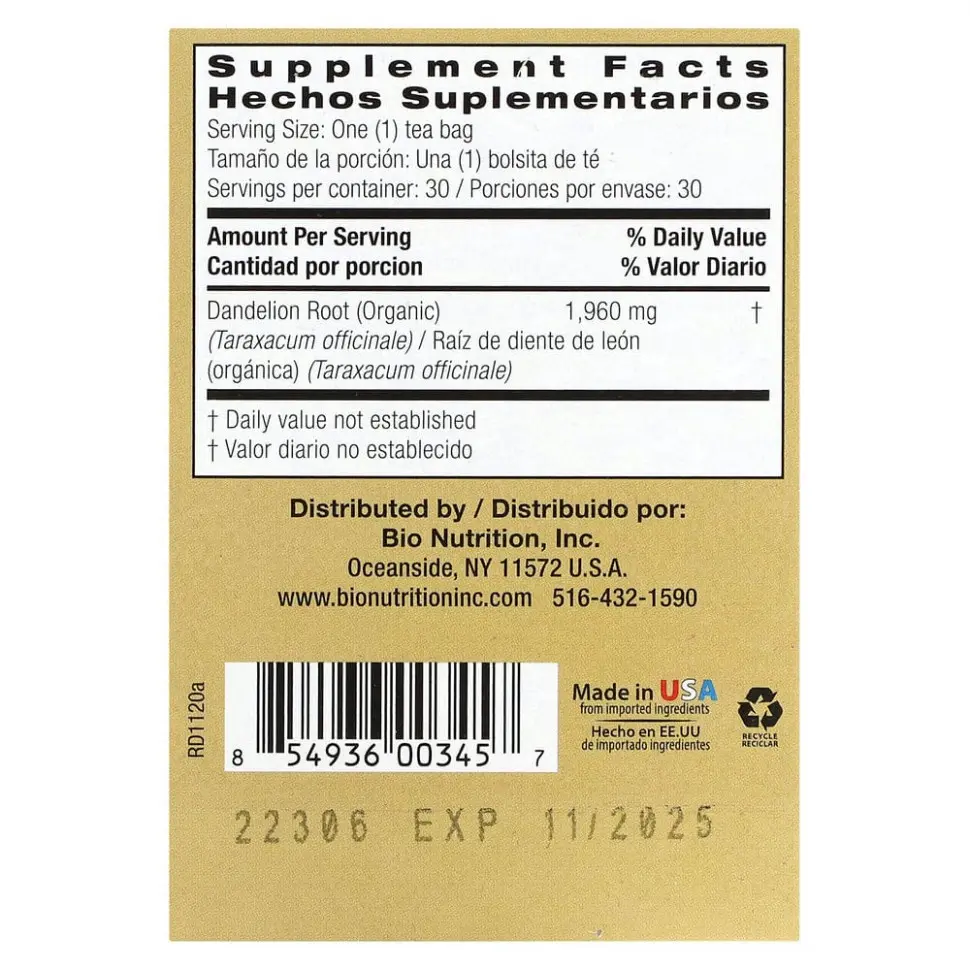 Supplement Facts
Hechos Suplementarios
Serving Size: One (1) tea bag
Tamaño de la porción: Una (1) bolsita de té
Servings per container: 30 / Porciones por envase: 30
Amount Per Serving % Daily Value
Cantidad por porcion % Valor Diario
Dandelion Root (Organic) 1,960 mg †
(Taraxacum officinale) / Raíz de diente de león
(orgánica) (Taraxacum officinale)
† Daily value not established
† Valor diario no establecido
Distributed by / Distribuido por:
Bio Nutrition, Inc.
Oceanside, NY 11572 U.S.A.
www.bionutritioninc.com 516-432-1590
RD1120a
8 54936 00345 7
Made in USA
from imported ingredients
Hecho en EE.UU
de importado ingredientes
RECYCLE
RECICLAR
22306 EXP 11/2025